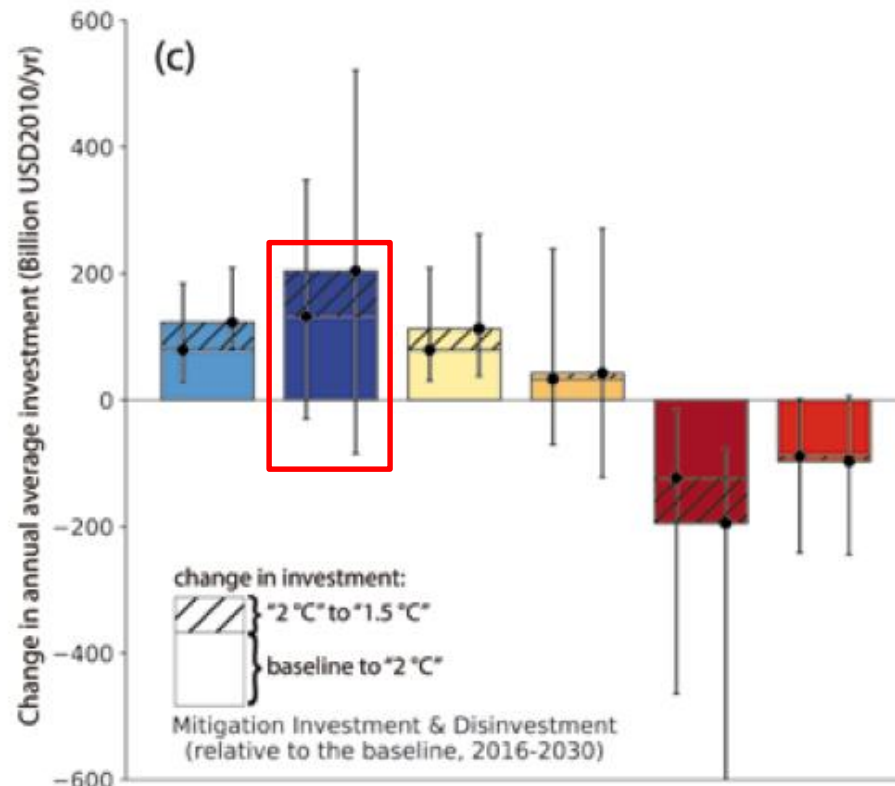 Change in annual average investment (Billion USD2010/yr)
600
(c)
400
200
0
−200
−400
−600
change in investment:
"2 °C" to "1.5 °C"
baseline to "2 °C"
Mitigation Investment & Disinvestment
(relative to the baseline, 2016-2030)